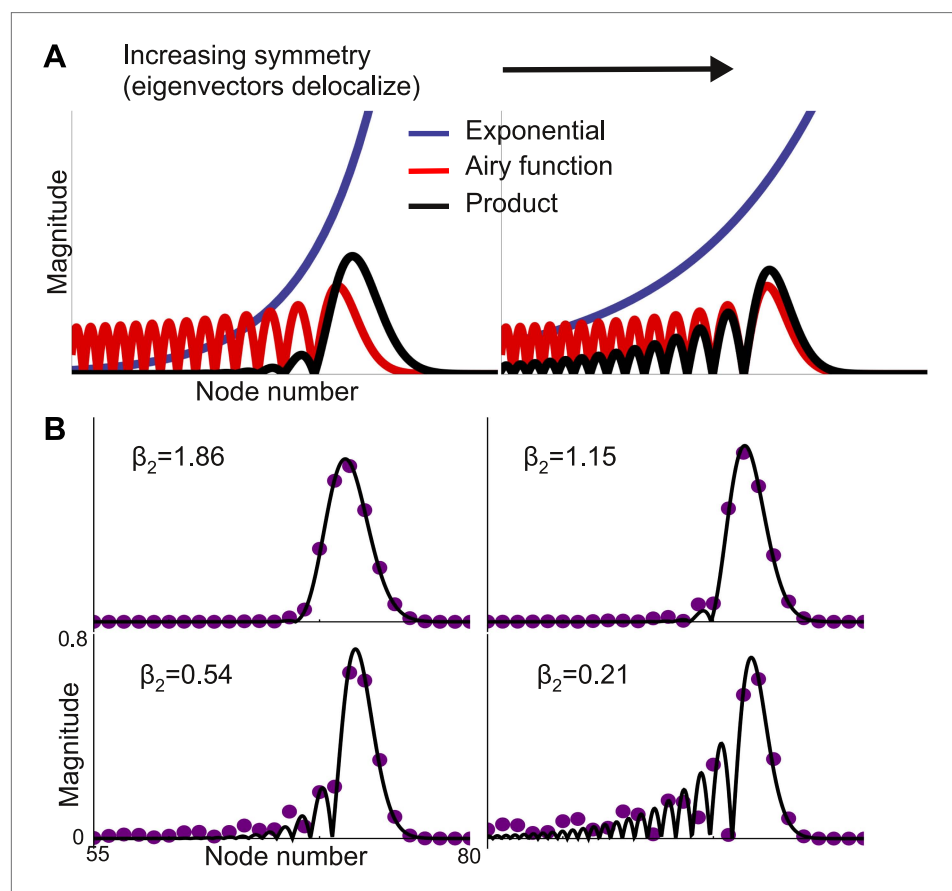 A
Increasing symmetry
(eigenvectors delocalize)
Exponential
Airy function
Product
Magnitude
Node number
B
β₂=1.86
β₂=1.15
0.8
β₂=0.54
β₂=0.21
Magnitude
0
55
Node number
80